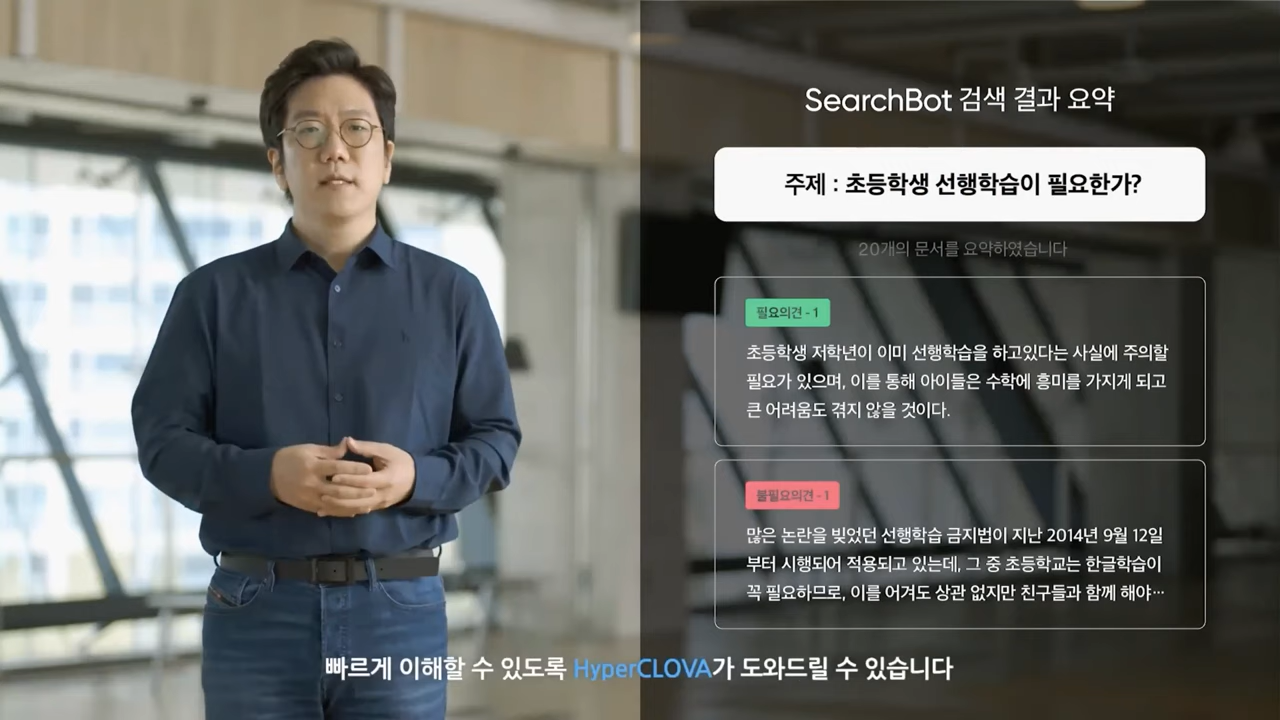 SearchBot 검색 결과 요약
주제 : 초등학생 선행학습이 필요한가?
20개의 문서를 요약하였습니다
필요의견 - 1
초등학생 저학년이 이미 선행학습을 하고있다는 사실에 주의할
필요가 있으며, 이를 통해 아이들은 수학에 흥미를 가지게 되고
큰 어려움도 겪지 않을 것이다.
불필요의견 - 1
많은 논란을 빚었던 선행학습 금지법이 지난 2014년 9월 12일
부터 시행되어 적용되고 있는데, 그 중 초등학교는 한글학습이
꼭 필요하므로, 이를 어겨도 상관 없지만 친구들과 함께 해야…
빠르게 이해할 수 있도록 HyperCLOVA가 도와드릴 수 있습니다